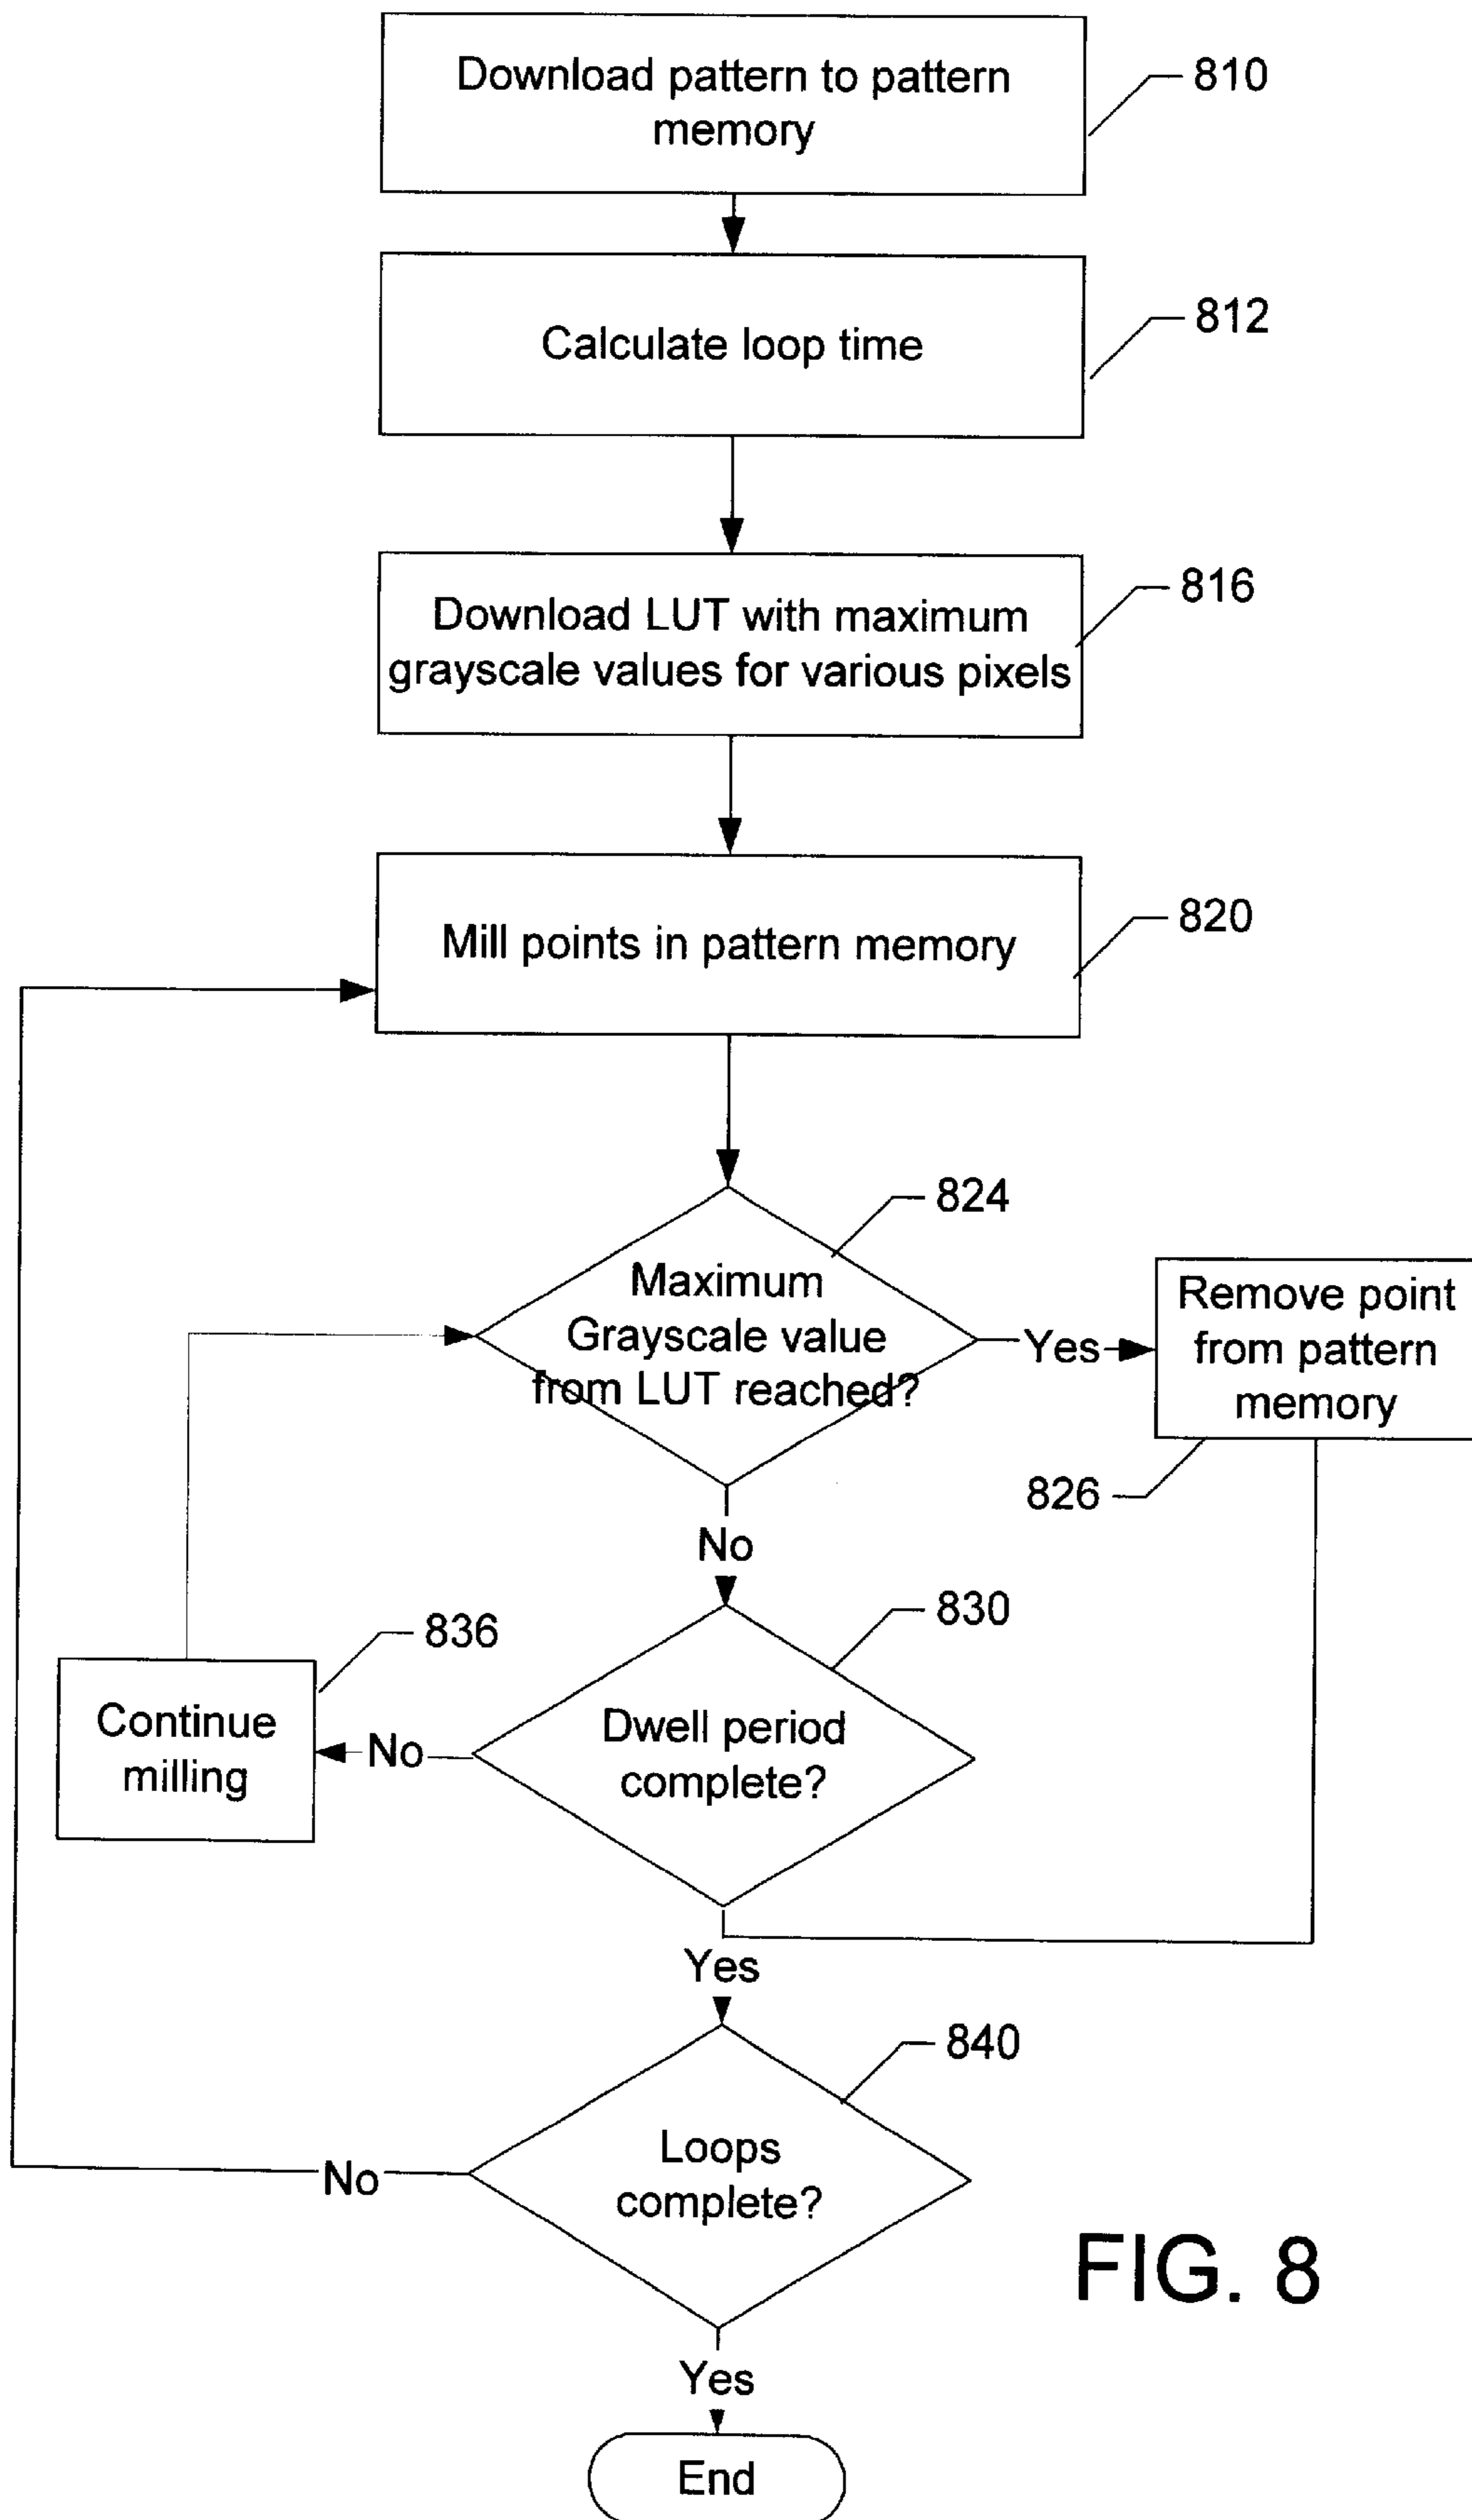 Download pattern to pattern
memory
810
Calculate loop time
812
Download LUT with maximum
grayscale values for various pixels
816
Mill points in pattern memory
820
824
Maximum
Grayscale value
from LUT reached?
Yes
Remove point
from pattern
memory
826
No
830
836
Continue
milling
No
Dwell period
complete?
Yes
840
Loops
complete?
No
FIG. 8
Yes
End